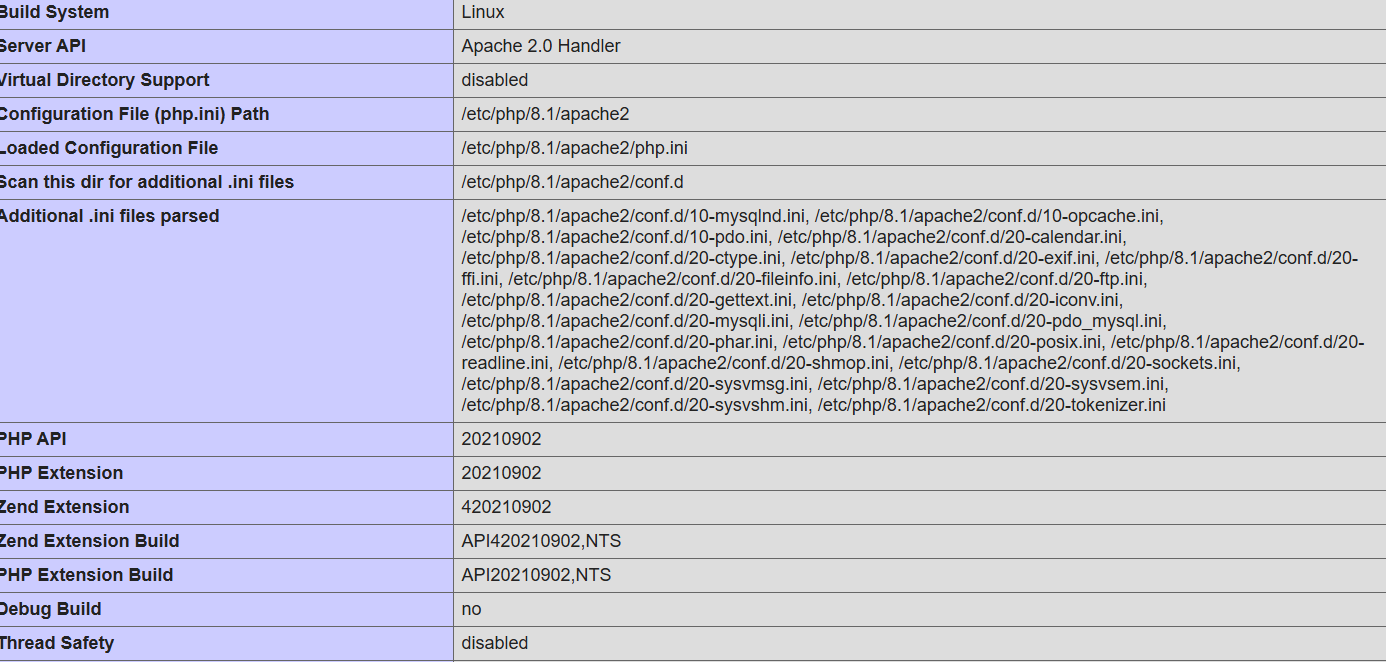 Build System Linux
Server API Apache 2.0 Handler
Virtual Directory Support disabled
Configuration File (php.ini) Path /etc/php/8.1/apache2
Loaded Configuration File /etc/php/8.1/apache2/php.ini
Scan this dir for additional .ini files /etc/php/8.1/apache2/conf.d
Additional .ini files parsed /etc/php/8.1/apache2/conf.d/10-mysqlnd.ini, /etc/php/8.1/apache2/conf.d/10-opcache.ini,
/etc/php/8.1/apache2/conf.d/10-pdo.ini, /etc/php/8.1/apache2/conf.d/20-calendar.ini,
/etc/php/8.1/apache2/conf.d/20-ctype.ini, /etc/php/8.1/apache2/conf.d/20-exif.ini, /etc/php/8.1/apache2/conf.d/20-
ffi.ini, /etc/php/8.1/apache2/conf.d/20-fileinfo.ini, /etc/php/8.1/apache2/conf.d/20-ftp.ini,
/etc/php/8.1/apache2/conf.d/20-gettext.ini, /etc/php/8.1/apache2/conf.d/20-iconv.ini,
/etc/php/8.1/apache2/conf.d/20-mysqli.ini, /etc/php/8.1/apache2/conf.d/20-pdo_mysql.ini,
/etc/php/8.1/apache2/conf.d/20-phar.ini, /etc/php/8.1/apache2/conf.d/20-posix.ini, /etc/php/8.1/apache2/conf.d/20-
readline.ini, /etc/php/8.1/apache2/conf.d/20-shmop.ini, /etc/php/8.1/apache2/conf.d/20-sockets.ini,
/etc/php/8.1/apache2/conf.d/20-sysvmsg.ini, /etc/php/8.1/apache2/conf.d/20-sysvsem.ini,
/etc/php/8.1/apache2/conf.d/20-sysvshm.ini, /etc/php/8.1/apache2/conf.d/20-tokenizer.ini
PHP API 20210902
PHP Extension 20210902
Zend Extension 420210902
Zend Extension Build API420210902,NTS
PHP Extension Build API20210902,NTS
Debug Build no
Thread Safety disabled